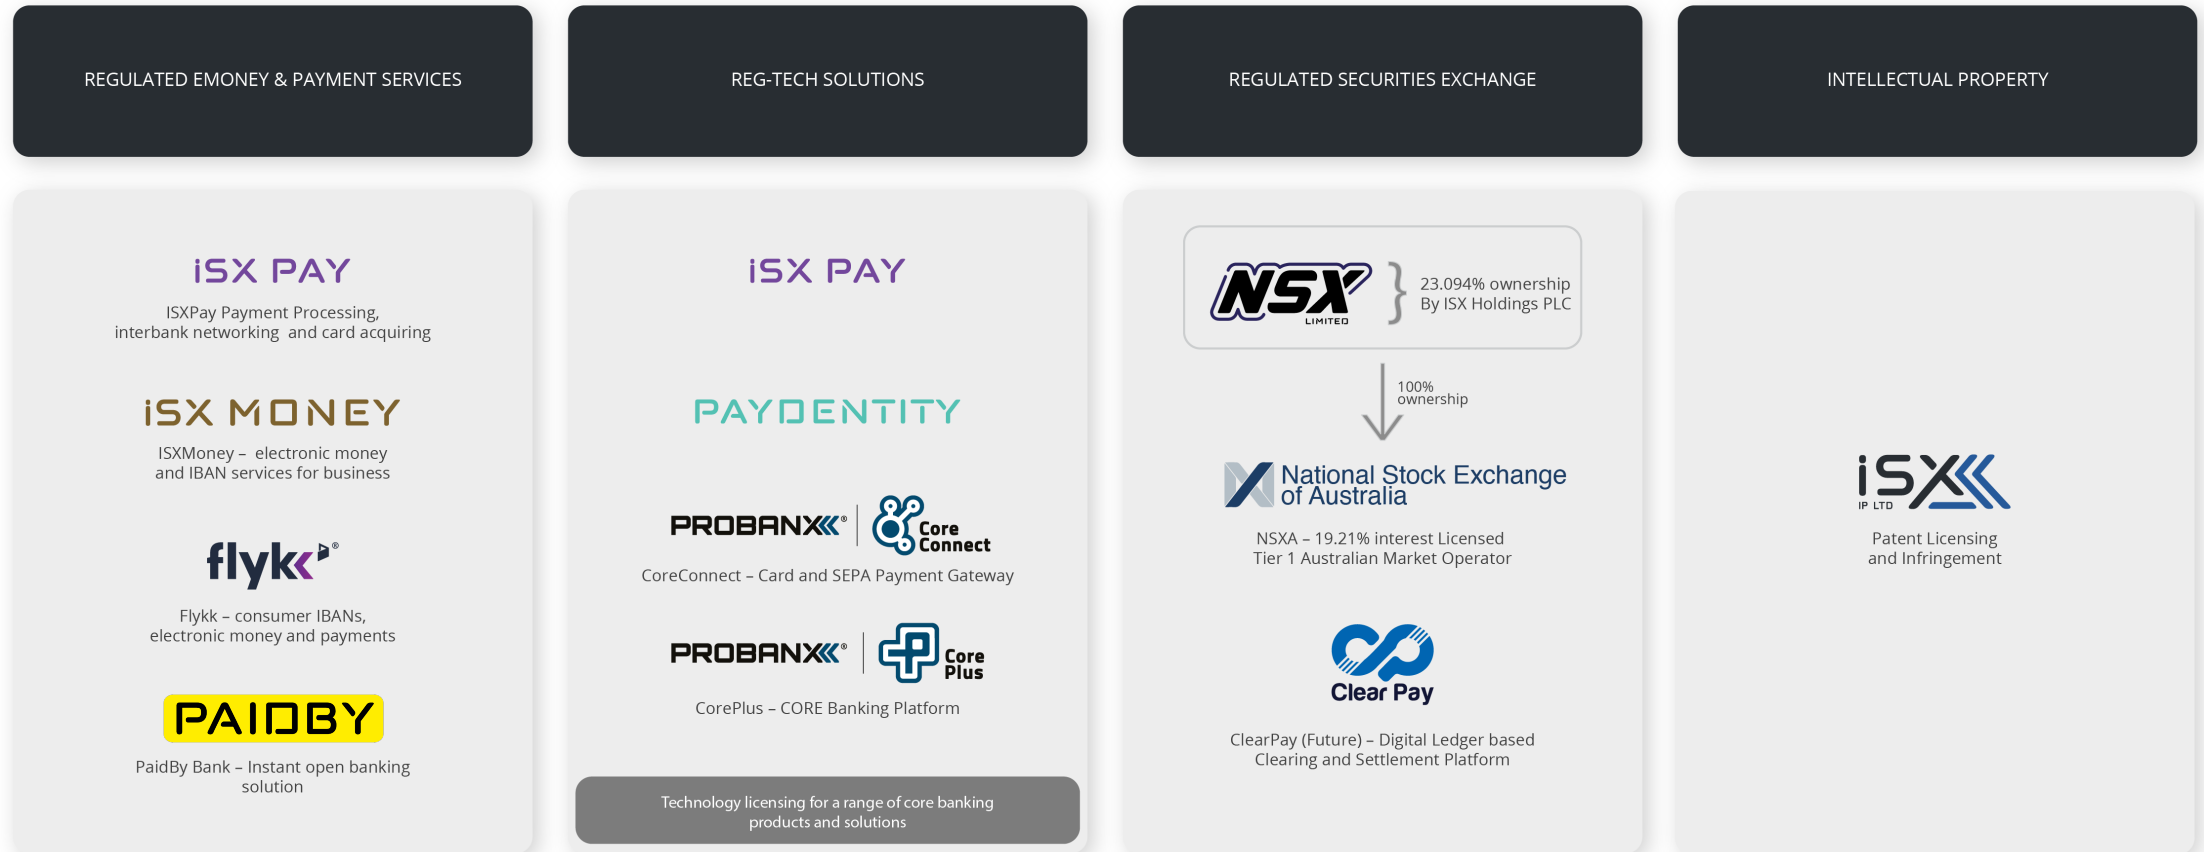 REGULATED EMONEY & PAYMENT SERVICES
REG-TECH SOLUTIONS
REGULATED SECURITIES EXCHANGE
INTELLECTUAL PROPERTY
iSX PAY
ISXPay Payment Processing,
interbank networking and card acquiring
iSX MONEY
ISXMoney – electronic money
and IBAN services for business
flykk®
Flykk – consumer IBANs,
electronic money and payments
PAIDBY
PaidBy Bank – Instant open banking
solution
iSX PAY
PAYDENTITY
PROBANX®
Core
Connect
CoreConnect – Card and SEPA Payment Gateway
PROBANX®
Core
Plus
CorePlus – CORE Banking Platform
Technology licensing for a range of core banking
products and solutions
NSX
LIMITED
23.094% ownership
By ISX Holdings PLC
100%
ownership
National Stock Exchange
of Australia
NSXA – 19.21% interest Licensed
Tier 1 Australian Market Operator
Clear Pay
ClearPay (Future) – Digital Ledger based
Clearing and Settlement Platform
iSX
IP LTD
Patent Licensing
and Infringement